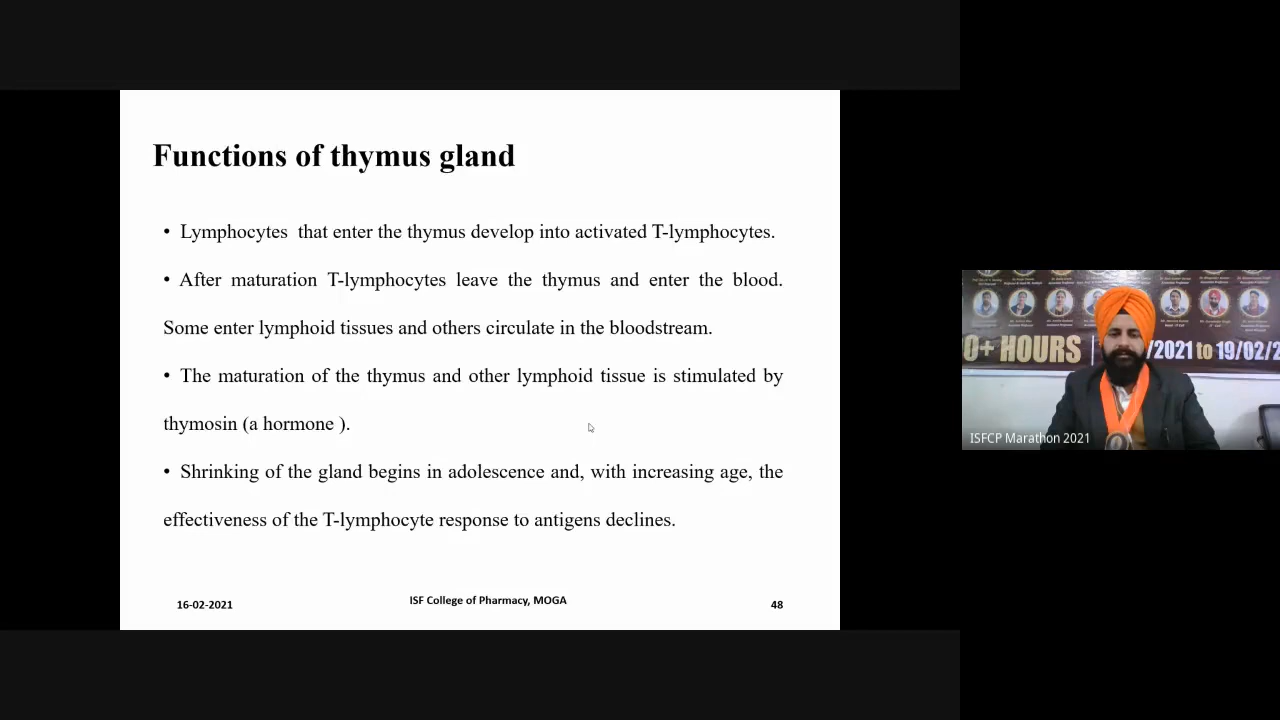 Functions of thymus gland
• Lymphocytes that enter the thymus develop into activated T-lymphocytes.
• After maturation T-lymphocytes leave the thymus and enter the blood.
Some enter lymphoid tissues and others circulate in the bloodstream.
• The maturation of the thymus and other lymphoid tissue is stimulated by
thymosin (a hormone ).
• Shrinking of the gland begins in adolescence and, with increasing age, the
effectiveness of the T-lymphocyte response to antigens declines.
16-02-2021
ISF College of Pharmacy, MOGA
48
0+ HOURS
/2021 to 19/02/2
ISFCP Marathon 2021